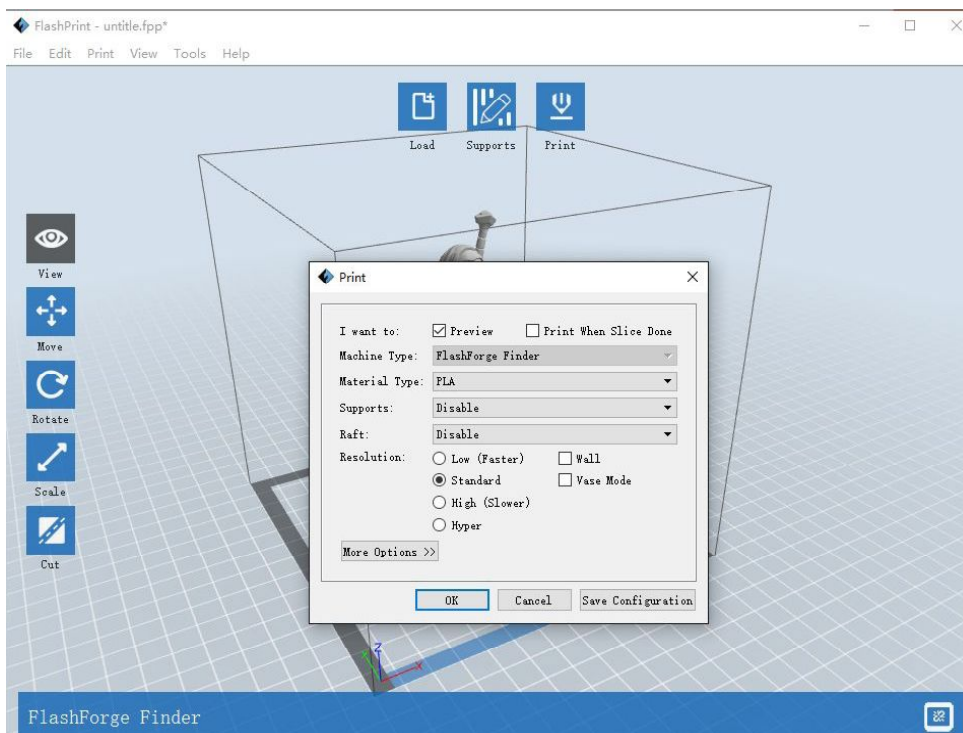 FlashPrint - untitle.fpp*
File Edit Print View Tools Help
Load Supports Print
View
Move
Rotate
Scale
Cut
Print
I want to: Preview Print When Slice Done
Machine Type: FlashForge Finder
Material Type: PLA
Supports: Disable
Raft: Disable
Resolution: Low (Faster) Wall
Standard Vase Mode
High (Slower)
Hyper
More Options >>
OK Cancel Save Configuration
Z
X
FlashForge Finder